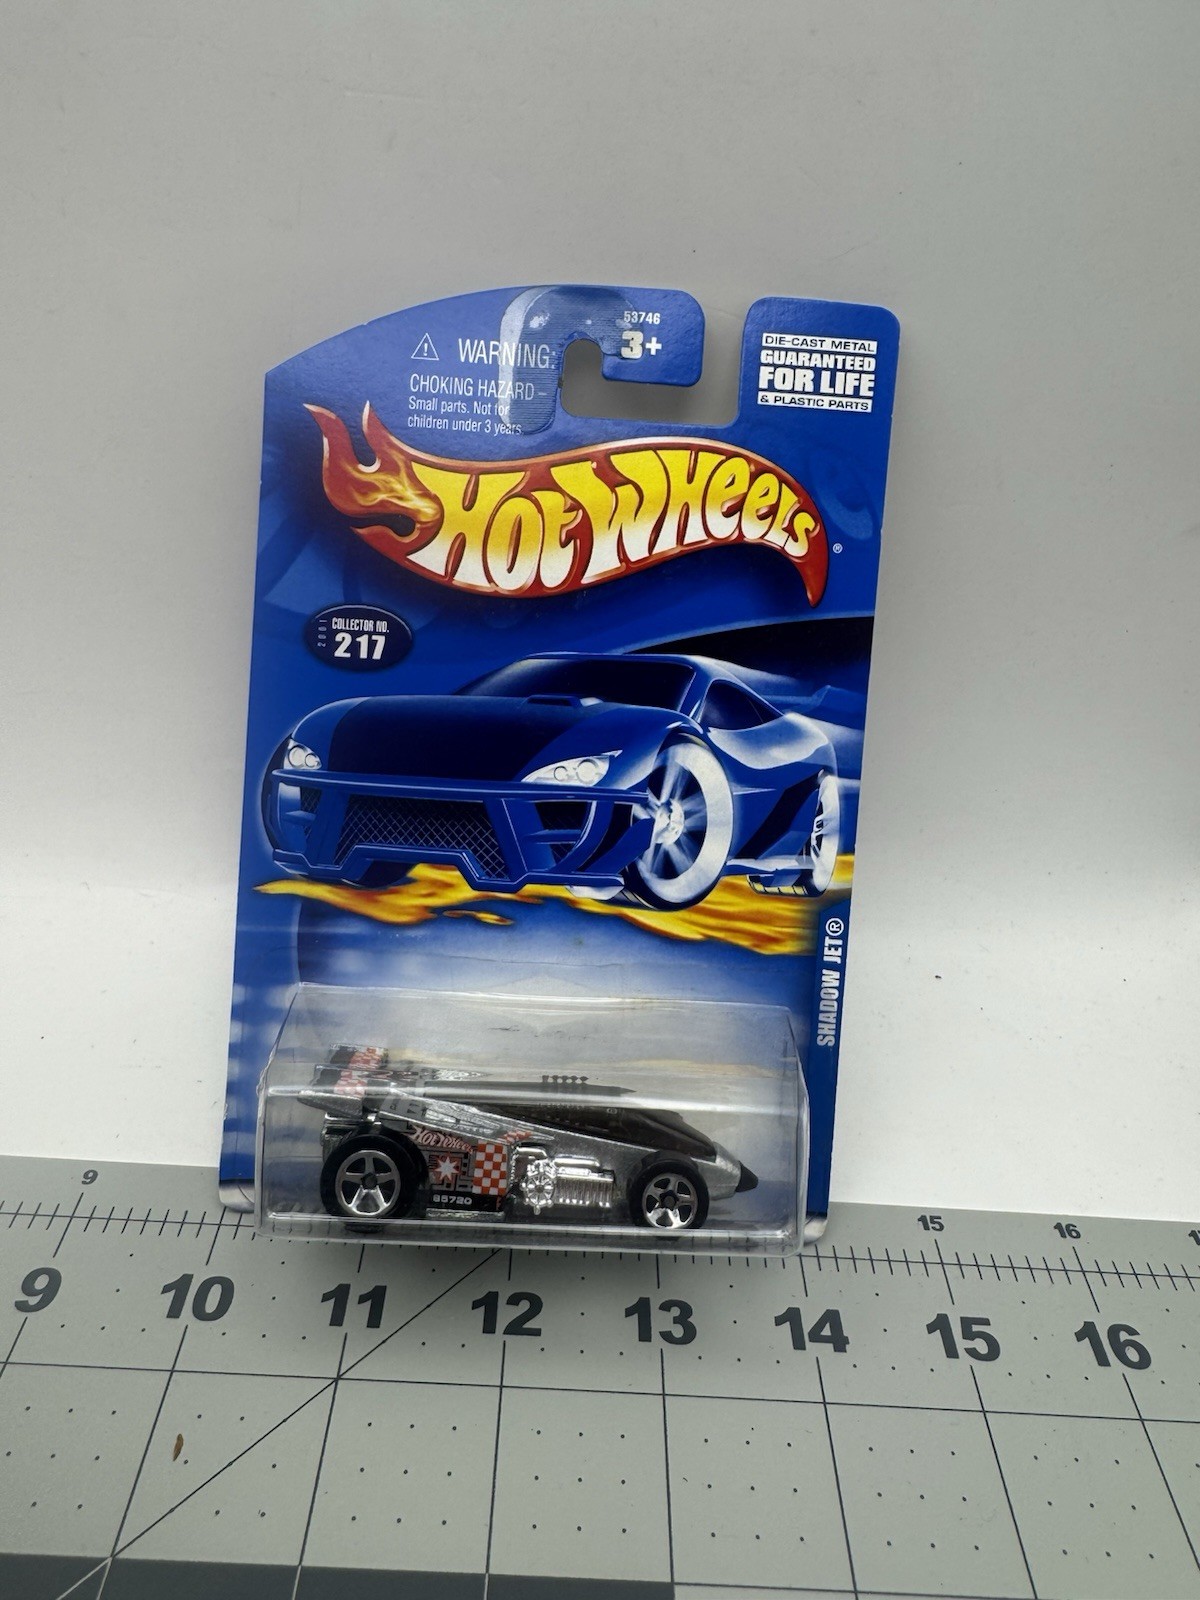 53746
3+
WARNING:
CHOKING HAZARD –
Small parts. Not for
children under 3 years.
DIE-CAST METAL
GUARANTEED
FOR LIFE
& PLASTIC PARTS
HOT WHEELS®
2001
COLLECTOR NO.
217
SHADOW JET®
HOT WHEELS
85720
9
15
16
9
10
11
12
13
14
15
16